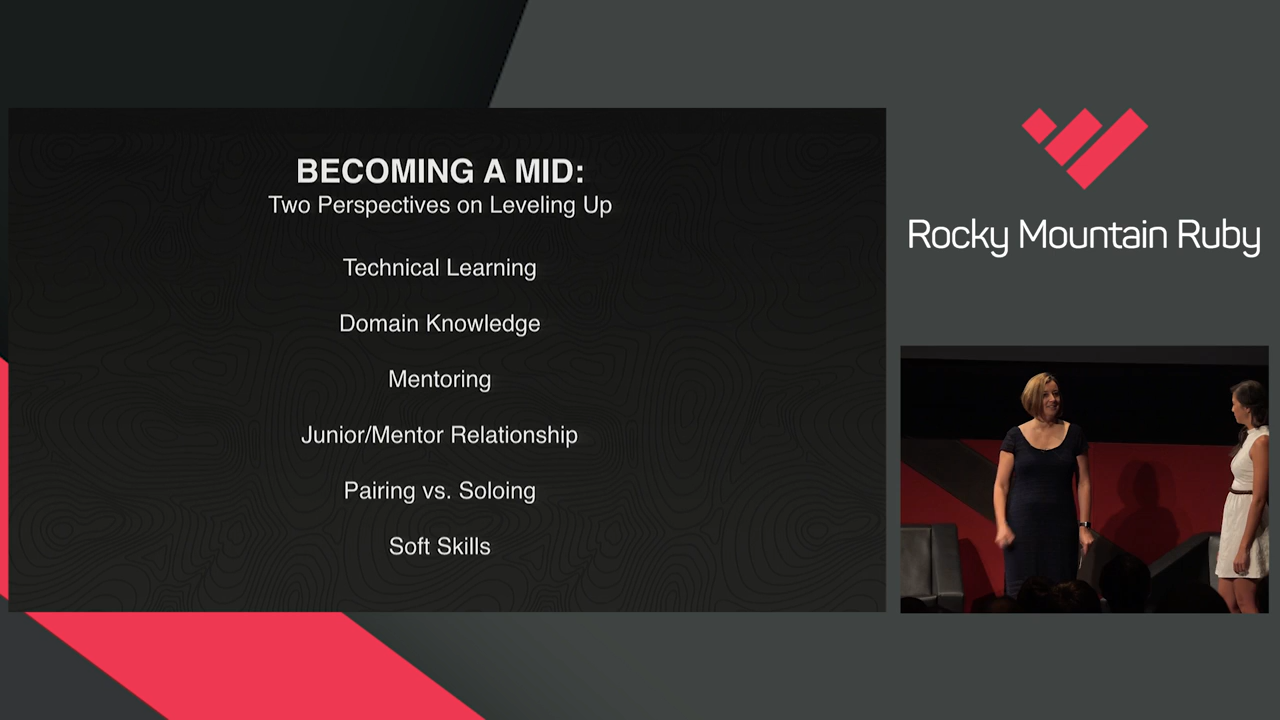 BECOMING A MID:
Two Perspectives on Leveling Up
Technical Learning
Domain Knowledge
Mentoring
Junior/Mentor Relationship
Pairing vs. Soloing
Soft Skills
Rocky Mountain Ruby